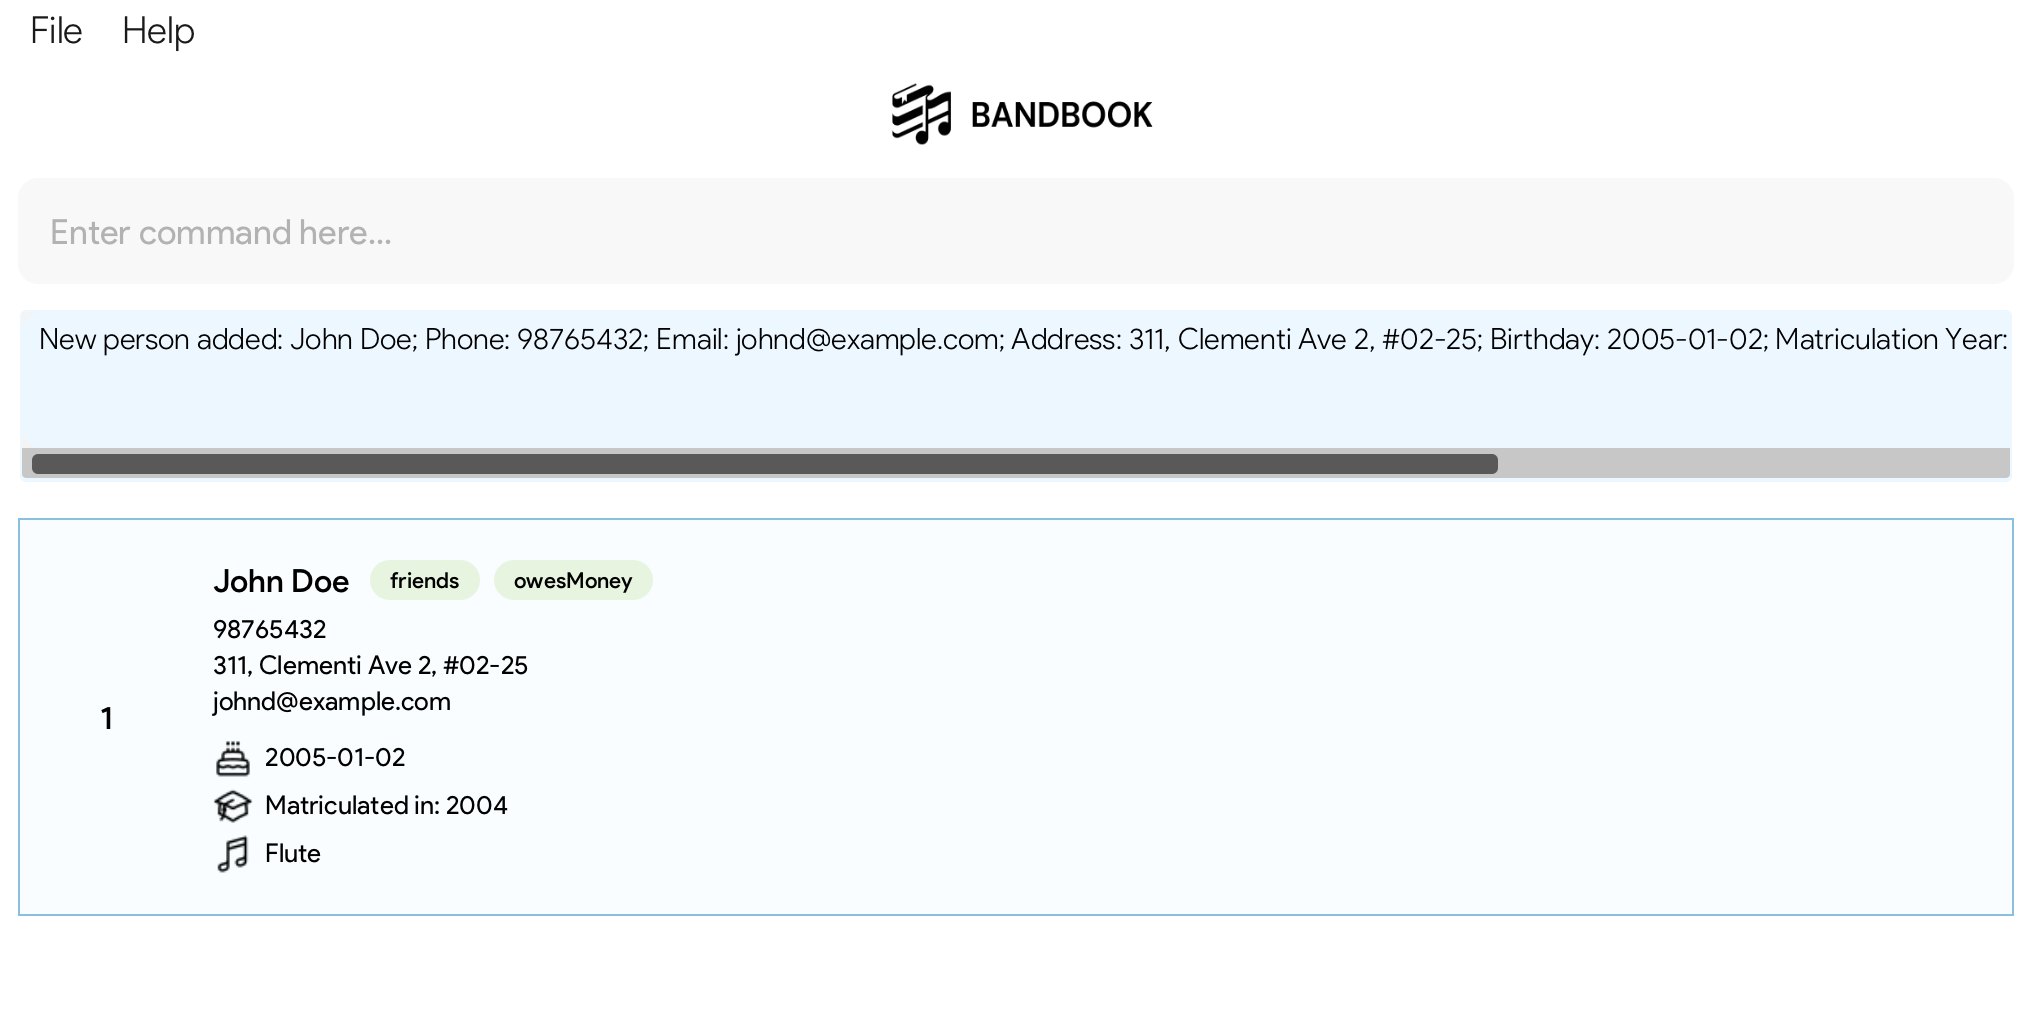 File Help
BANDBOOK
Enter command here...
New person added: John Doe; Phone: 98765432; Email: johnd@example.com; Address: 311, Clementi Ave 2, #02-25; Birthday: 2005-01-02; Matriculation Year:
John Doe friends owesMoney
98765432
311, Clementi Ave 2, #02-25
johnd@example.com
1
2005-01-02
Matriculated in: 2004
Flute